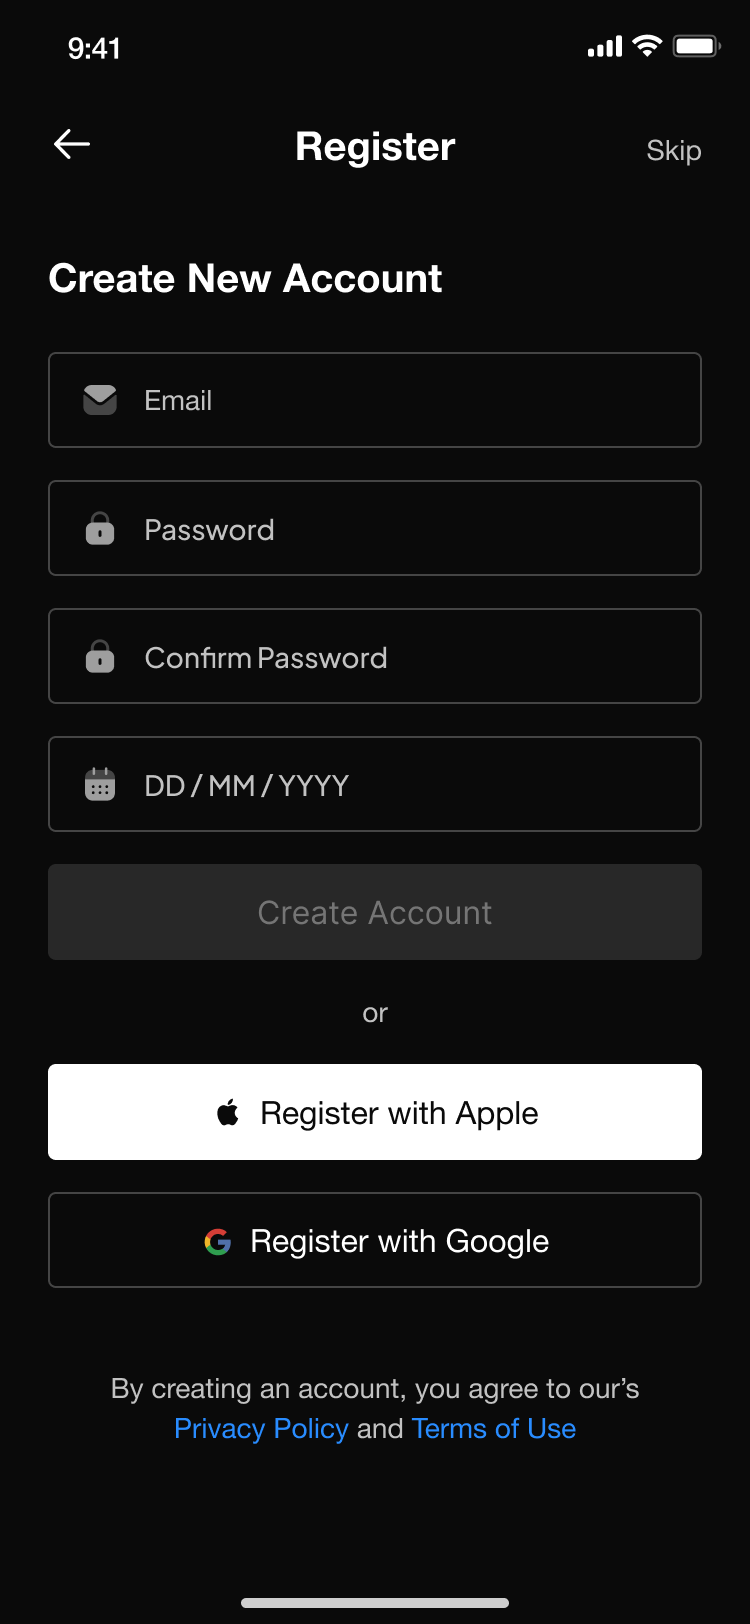 9:41
Register
Skip
Create New Account
Email
Password
Confirm Password
DD / MM / YYYY
Create Account
or
Register with Apple
Register with Google
By creating an account, you agree to our’s
Privacy Policy and Terms of Use